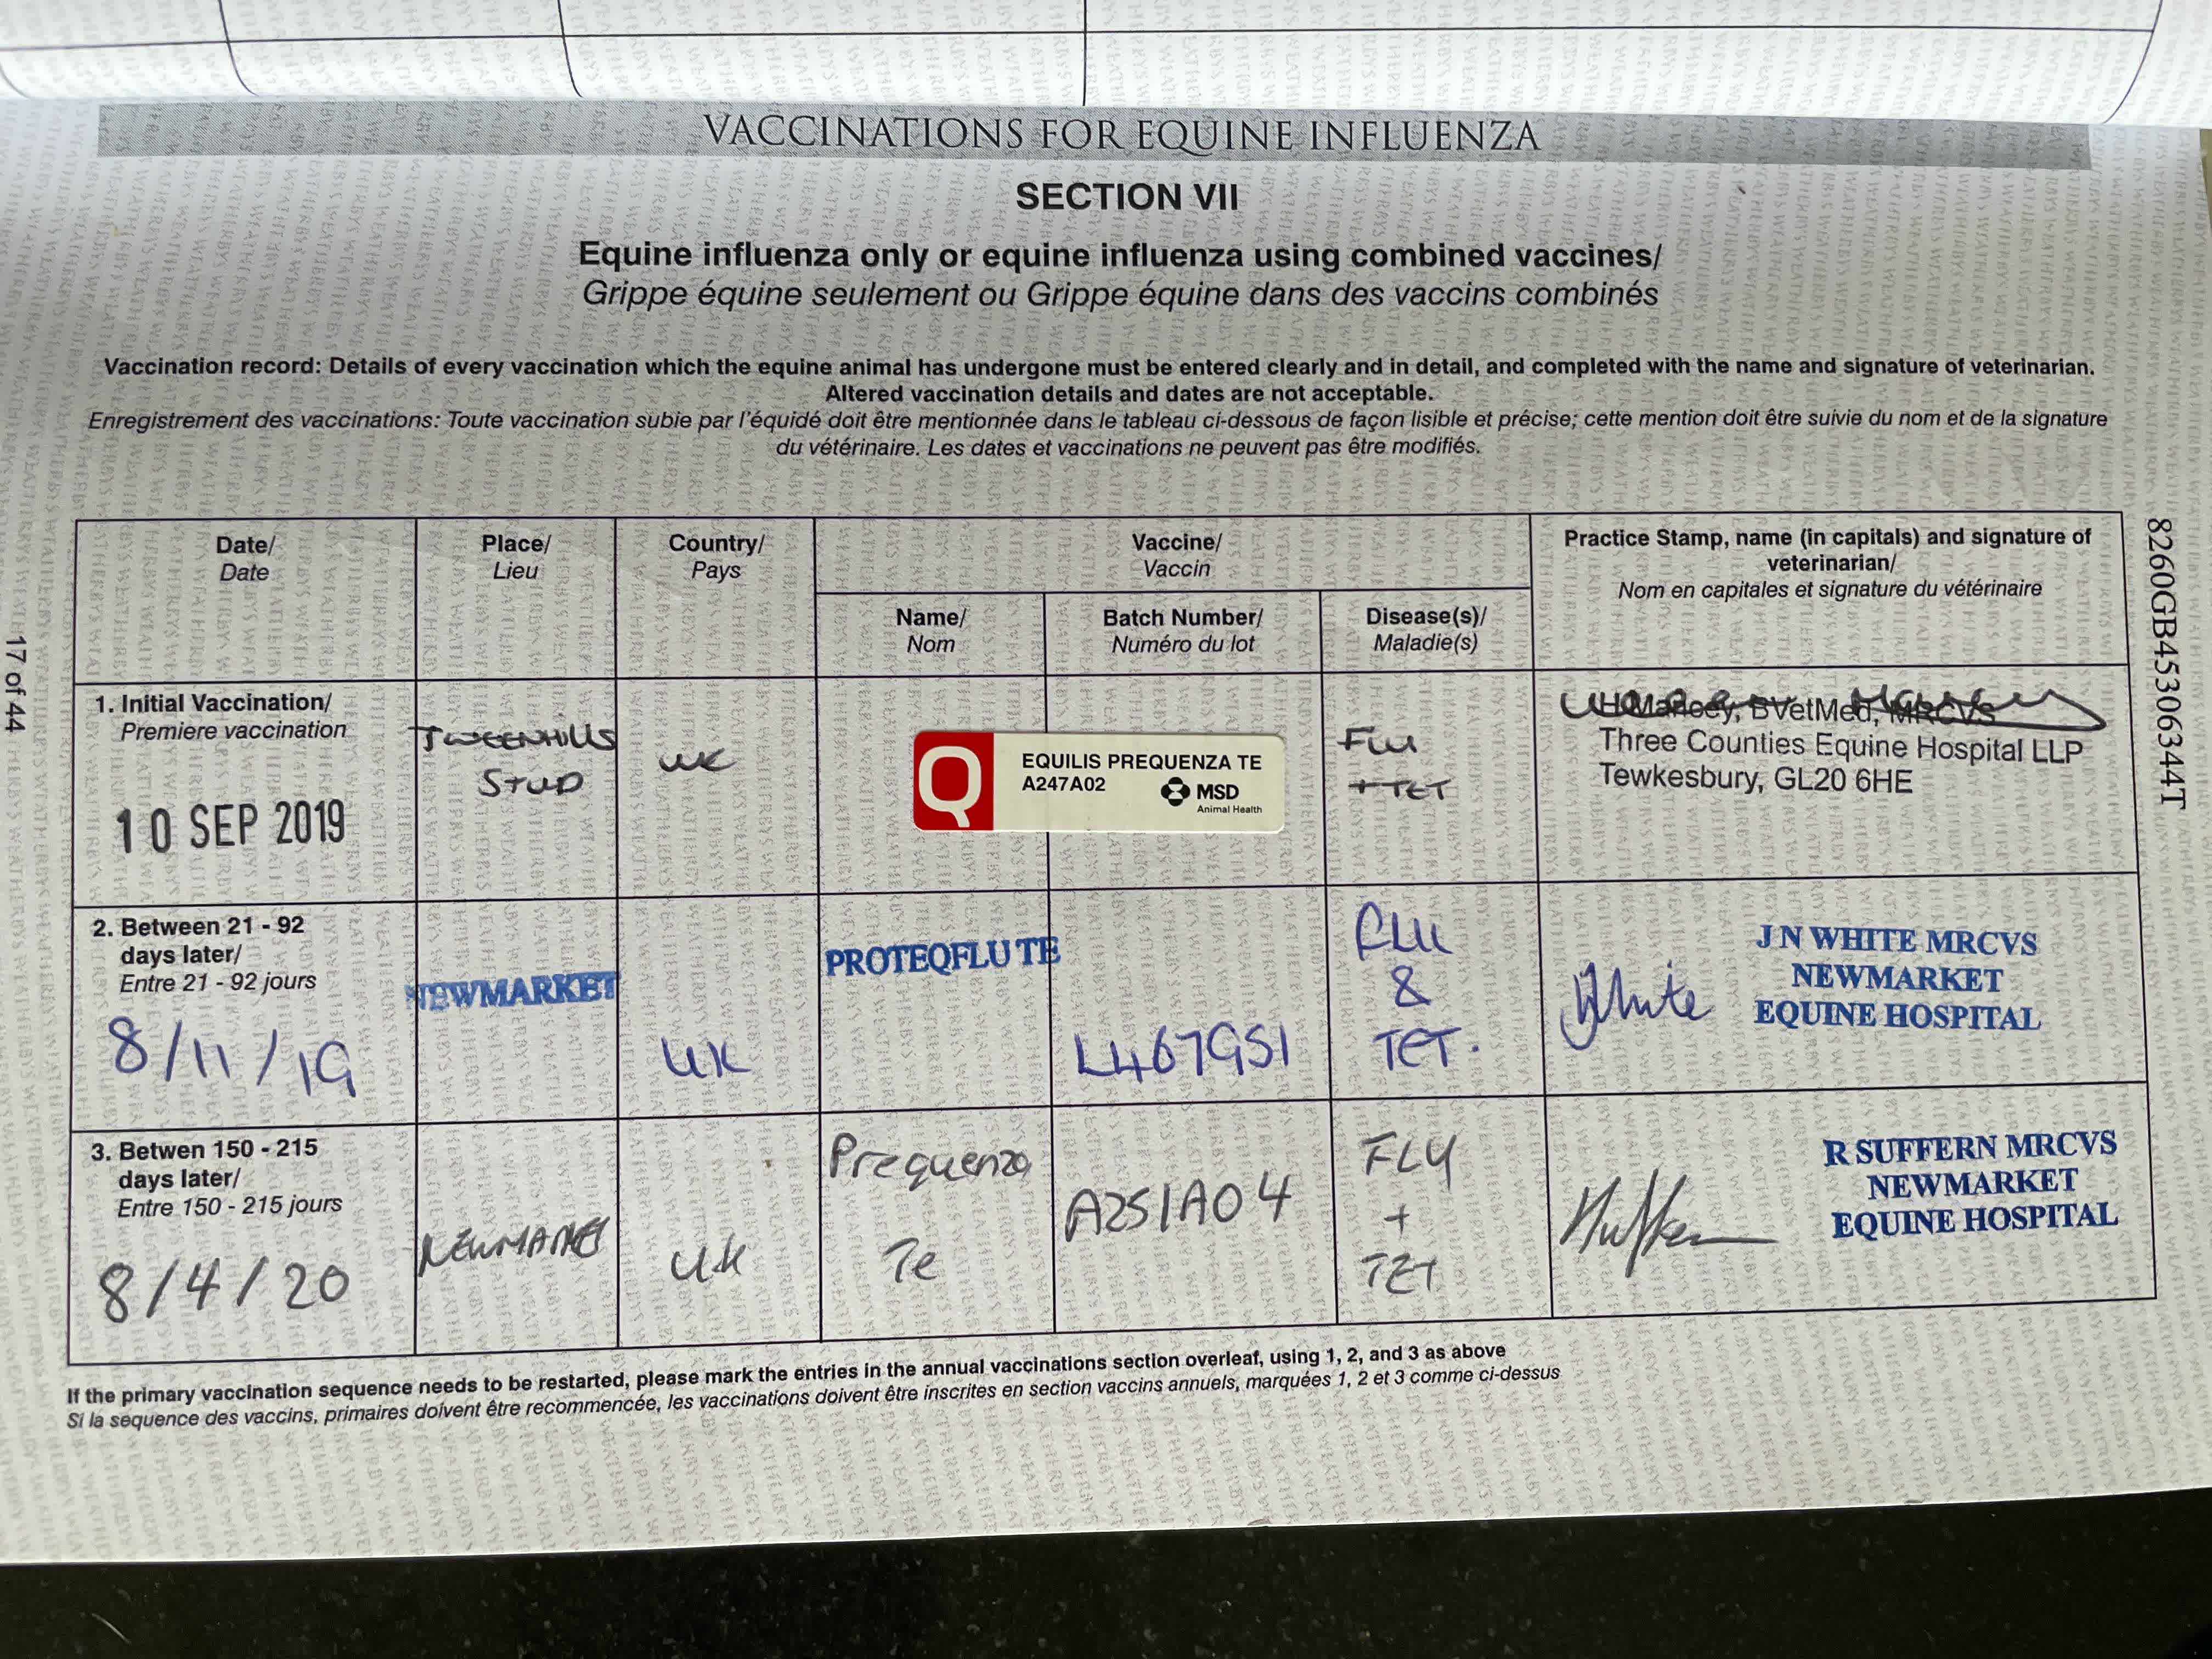 VACCINATIONS FOR EQUINE INFLUENZA
SECTION VII
Equine influenza only or equine influenza using combined vaccines/
Grippe équine seulement ou Grippe équine dans des vaccins combinés
Vaccination record: Details of every vaccination which the equine animal has undergone must be entered clearly and in detail, and completed with the name and signature of veterinarian.
Altered vaccination details and dates are not acceptable.
Enregistrement des vaccinations: Toute vaccination subie par l'équidé doit être mentionnée dans le tableau ci-dessous de façon lisible et précise; cette mention doit être suivie du nom et de la signature
du vétérinaire. Les dates et vaccinations ne peuvent pas être modifiés.
Date/
Date
Place/
Lieu
Country/
Pays
Vaccine/
Vaccin
Name/
Nom
Batch Number/
Numéro du lot
Disease(s)/
Maladie(s)
Practice Stamp, name (in capitals) and signature of
veterinarian/
Nom en capitales et signature du vétérinaire
1. Initial Vaccination/
Premiere vaccination
10 SEP 2019
TWEENHILLS
STUD
UK
Q
EQUILIS PREQUENZA TE
A247A02
MSD
Animal Health
FLU
+ TET
BVetMed, MRCVS
Three Counties Equine Hospital LLP
Tewkesbury, GL20 6HE
2. Between 21 - 92
days later/
Entre 21 - 92 jours
8/11/19
NEWMARKET
UK
PROTEQFLU TE
L467951
FLU
&
TET.
White
J N WHITE MRCVS
NEWMARKET
EQUINE HOSPITAL
3. Betwen 150 - 215
days later/
Entre 150 - 215 jours
8/4/20
NEWMARKET
UK
Prequenza
Te
A251A04
FLU
+
TET
R SUFFERN MRCVS
NEWMARKET
EQUINE HOSPITAL
If the primary vaccination sequence needs to be restarted, please mark the entries in the annual vaccinations section overleaf, using 1, 2, and 3 as above
Si la sequence des vaccins, primaires doivent être recommencée, les vaccinations doivent être inscrites en section vaccins annuels, marquées 1, 2 et 3 comme ci-dessus
17 of 44
8260GB453063441T